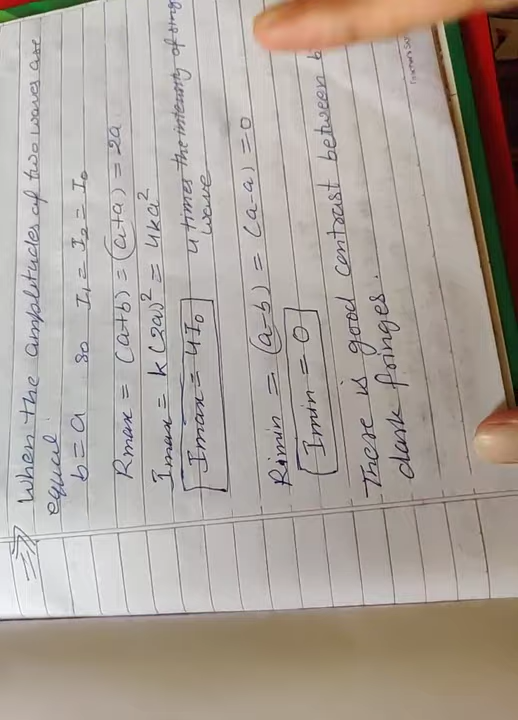 When the amplitudes of two waves are
equal
b = a so I₁ = I₂ = I₀
Rmax = (a+b) = (a+a) = 2a
Imax = k(2a)² = 4ka²
Imax = 4I₀ 4 times the intensity of sing
wave
Rmin = (a-b) = (a-a) = 0
Imin = 0
There is good contrast between b
dark fringes.